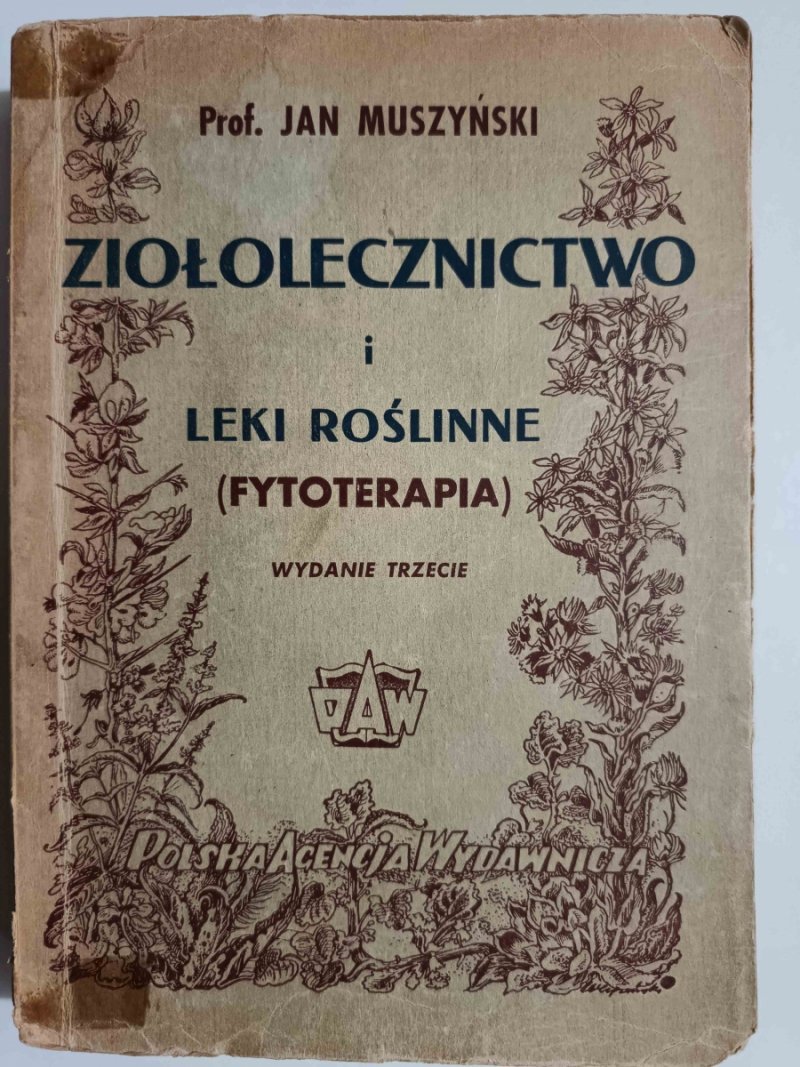 Prof. JAN MUSZYŃSKI
ZIOŁOLECZNICTWO
i
LEKI ROŚLINNE
(FYTOTERAPIA)
WYDANIE TRZECIE
PAW
POLSKA AGENCJA WYDAWNICZA